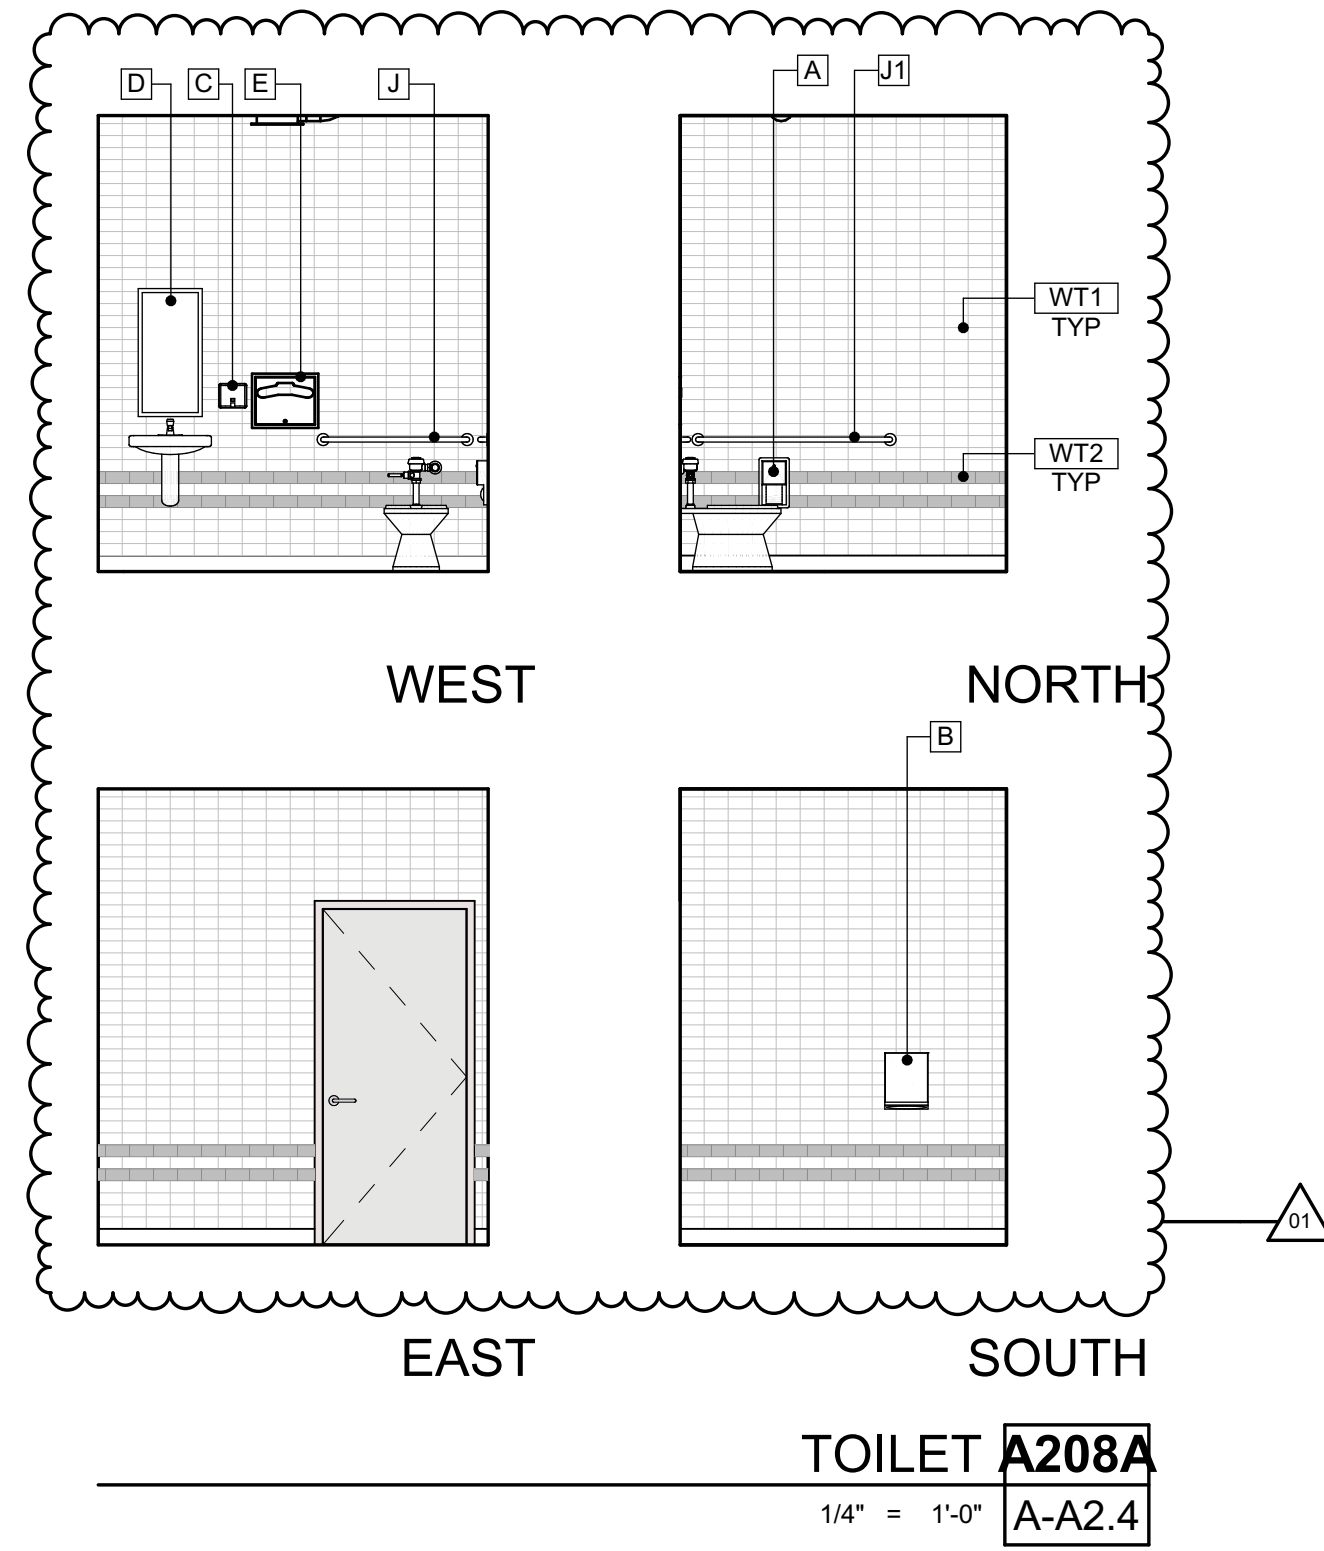 D C E J A J1
WT1
TYP
WT2
TYP
WEST NORTH
B
01
EAST SOUTH
TOILET A208A
1/4" = 1'-0" A-A2.4